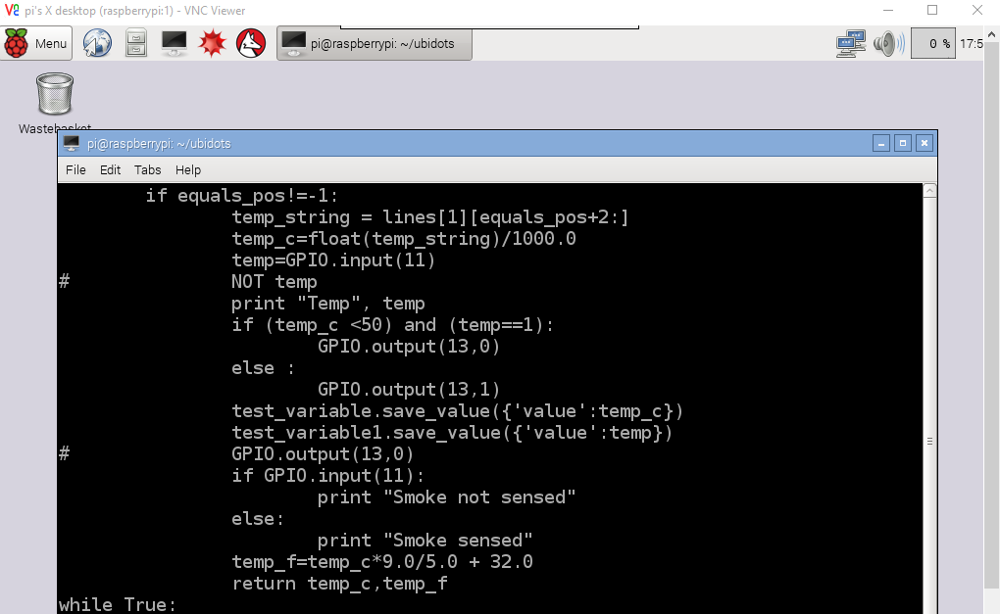 pi's X desktop (raspberrypi:1) - VNC Viewer
Menu
pi@raspberrypi: ~/ubidots
0 %
17:5
Wastebasket
pi@raspberrypi: ~/ubidots
File Edit Tabs Help
if equals_pos!=-1:
temp_string = lines[1][equals_pos+2:]
temp_c=float(temp_string)/1000.0
temp=GPIO.input(11)
# NOT temp
print "Temp", temp
if (temp_c <50) and (temp==1):
GPIO.output(13,0)
else :
GPIO.output(13,1)
test_variable.save_value({'value':temp_c})
test_variable1.save_value({'value':temp})
# GPIO.output(13,0)
if GPIO.input(11):
print "Smoke not sensed"
else:
print "Smoke sensed"
temp_f=temp_c*9.0/5.0 + 32.0
return temp_c,temp_f
while True: